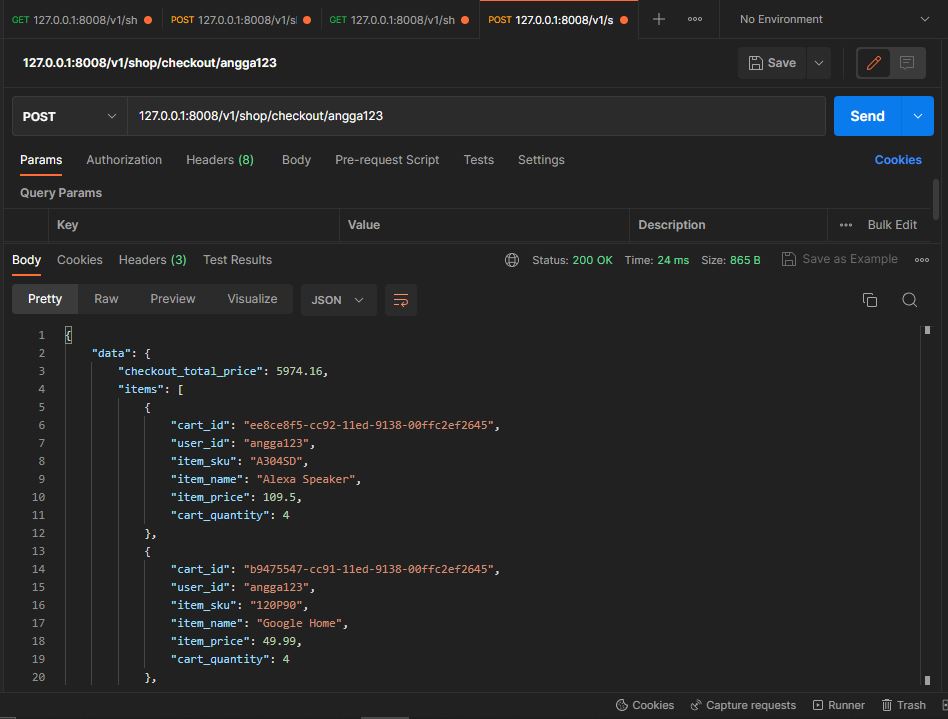 GET 127.0.0.1:8008/v1/sh POST 127.0.0.1:8008/v1/sl GET 127.0.0.1:8008/v1/sh POST 127.0.0.1:8008/v1/s No Environment
127.0.0.1:8008/v1/shop/checkout/angga123 Save
POST 127.0.0.1:8008/v1/shop/checkout/angga123 Send
Params Authorization Headers (8) Body Pre-request Script Tests Settings Cookies
Query Params
Key Value Description Bulk Edit
Body Cookies Headers (3) Test Results Status: 200 OK Time: 24 ms Size: 865 B Save as Example
Pretty Raw Preview Visualize JSON
1 {
2 "data": {
3 "checkout_total_price": 5974.16,
4 "items": [
5 {
6 "cart_id": "ee8ce8f5-cc92-11ed-9138-00ffc2ef2645",
7 "user_id": "angga123",
8 "item_sku": "A304SD",
9 "item_name": "Alexa Speaker",
10 "item_price": 109.5,
11 "cart_quantity": 4
12 },
13 {
14 "cart_id": "b9475547-cc91-11ed-9138-00ffc2ef2645",
15 "user_id": "angga123",
16 "item_sku": "120P90",
17 "item_name": "Google Home",
18 "item_price": 49.99,
19 "cart_quantity": 4
20 },
Cookies Capture requests Runner Trash